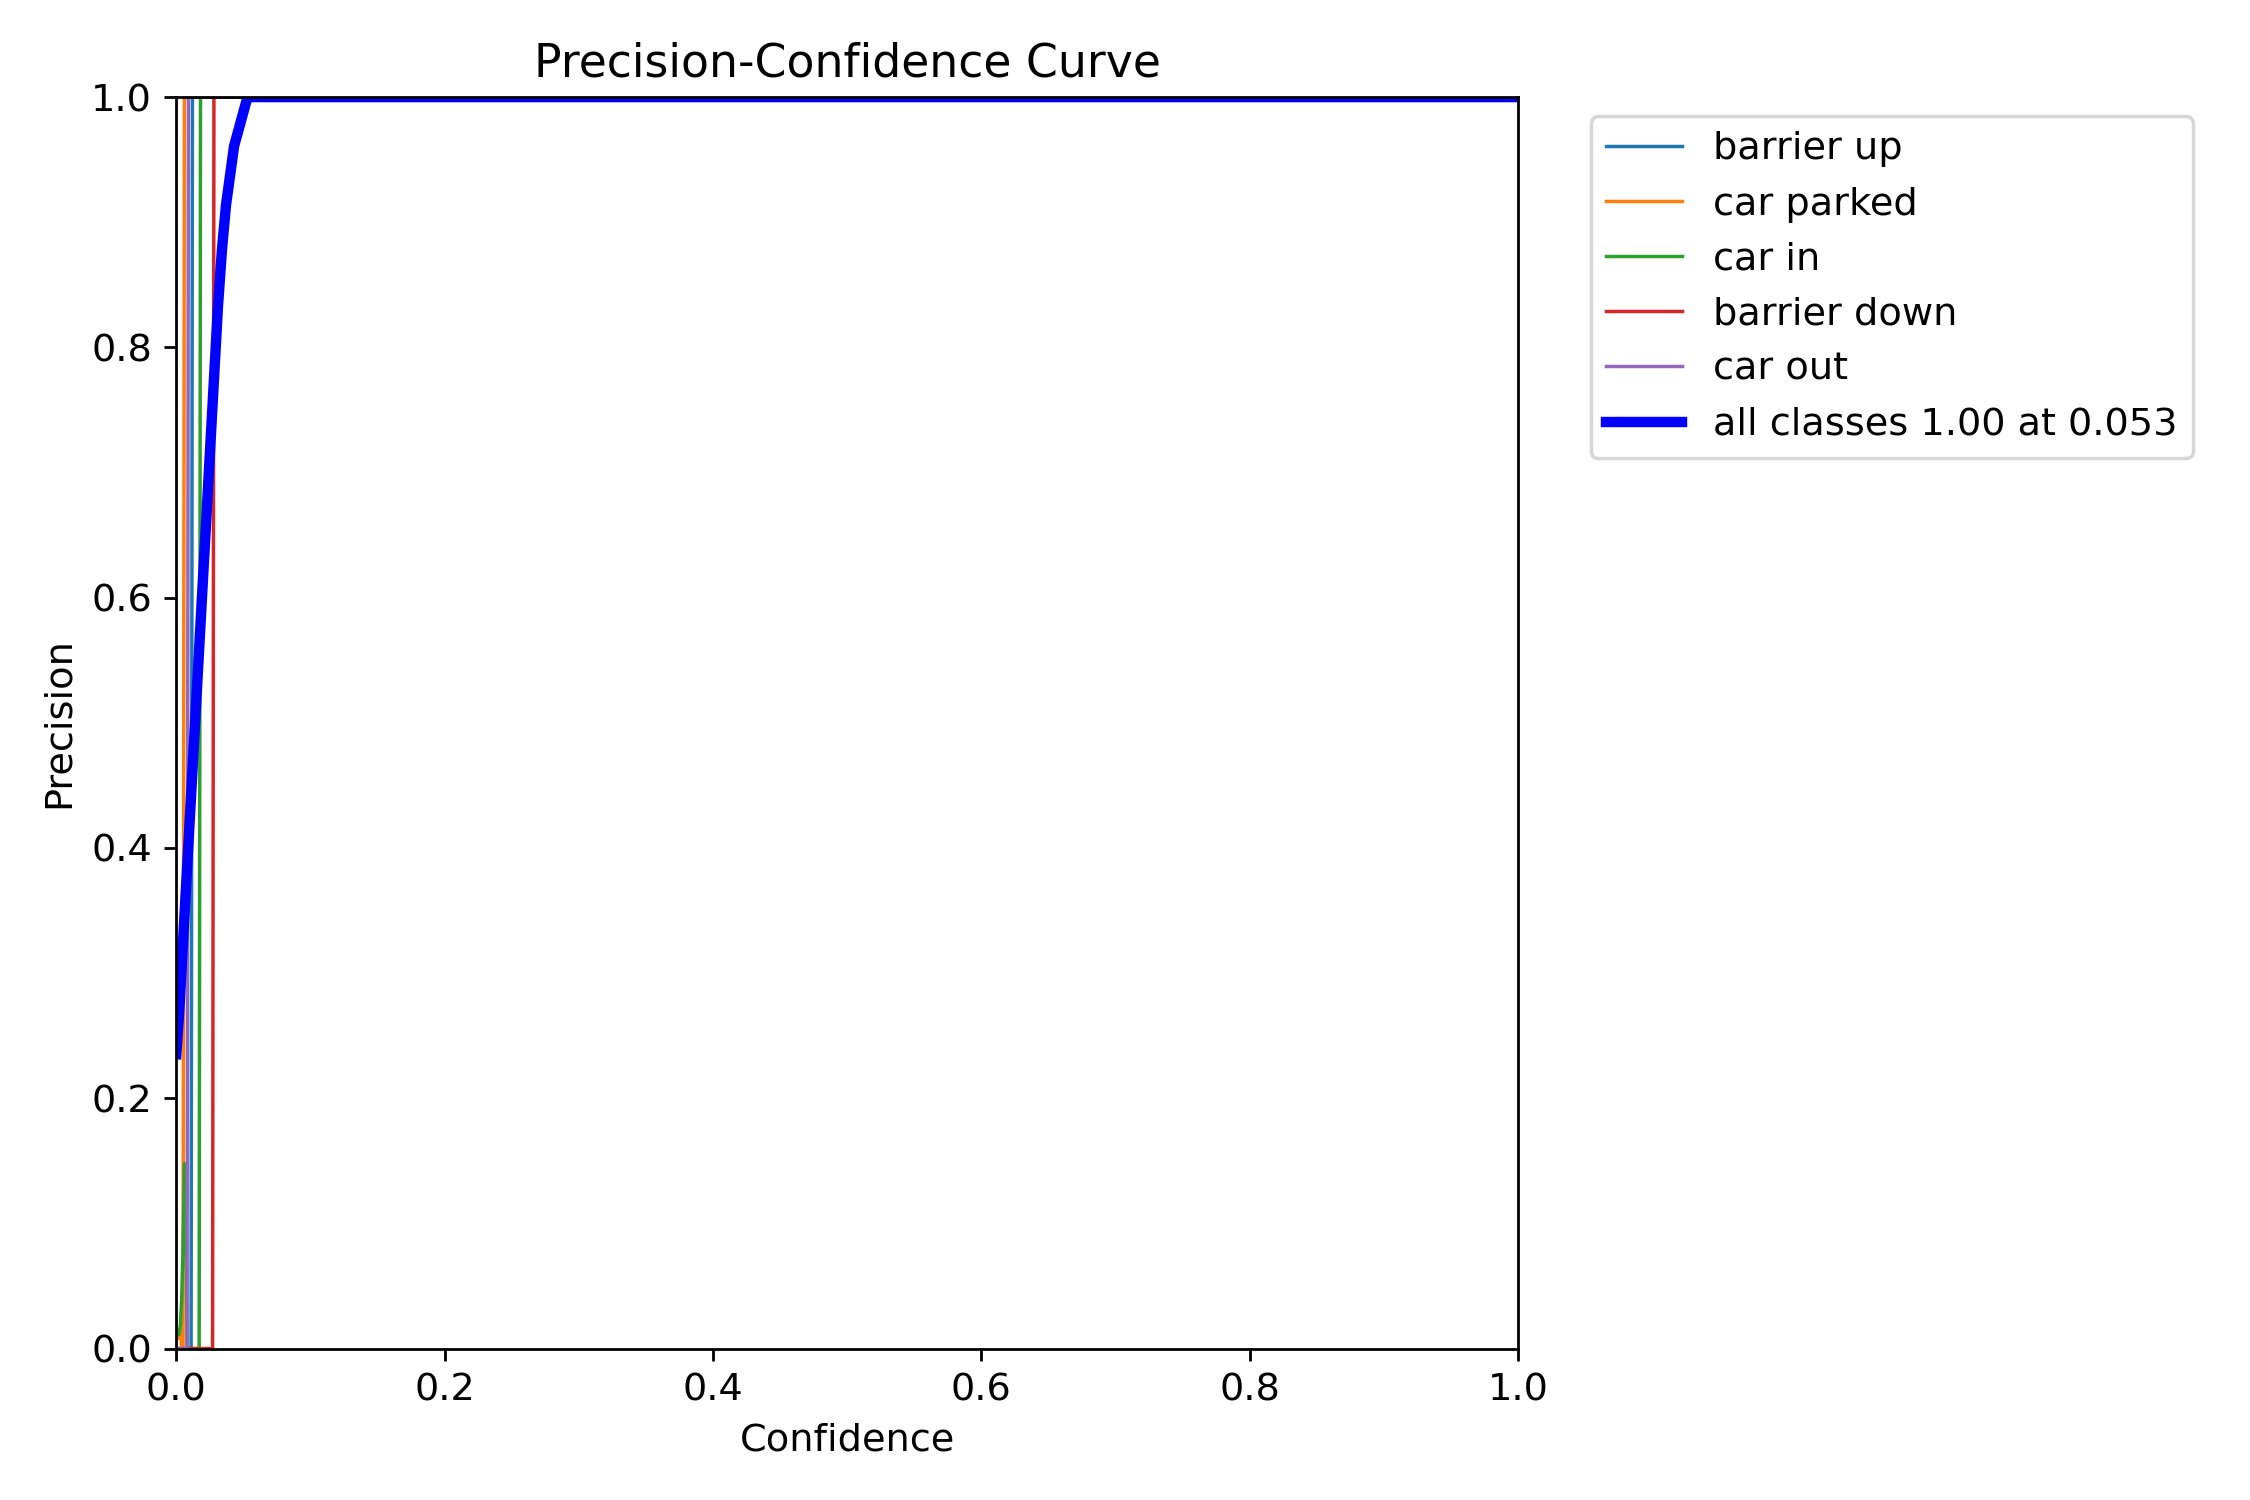 Precision-Confidence Curve
1.0
0.8
0.6
0.4
0.2
0.0
Precision
0.0 0.2 0.4 0.6 0.8 1.0
Confidence
barrier up
car parked
car in
barrier down
car out
all classes 1.00 at 0.053